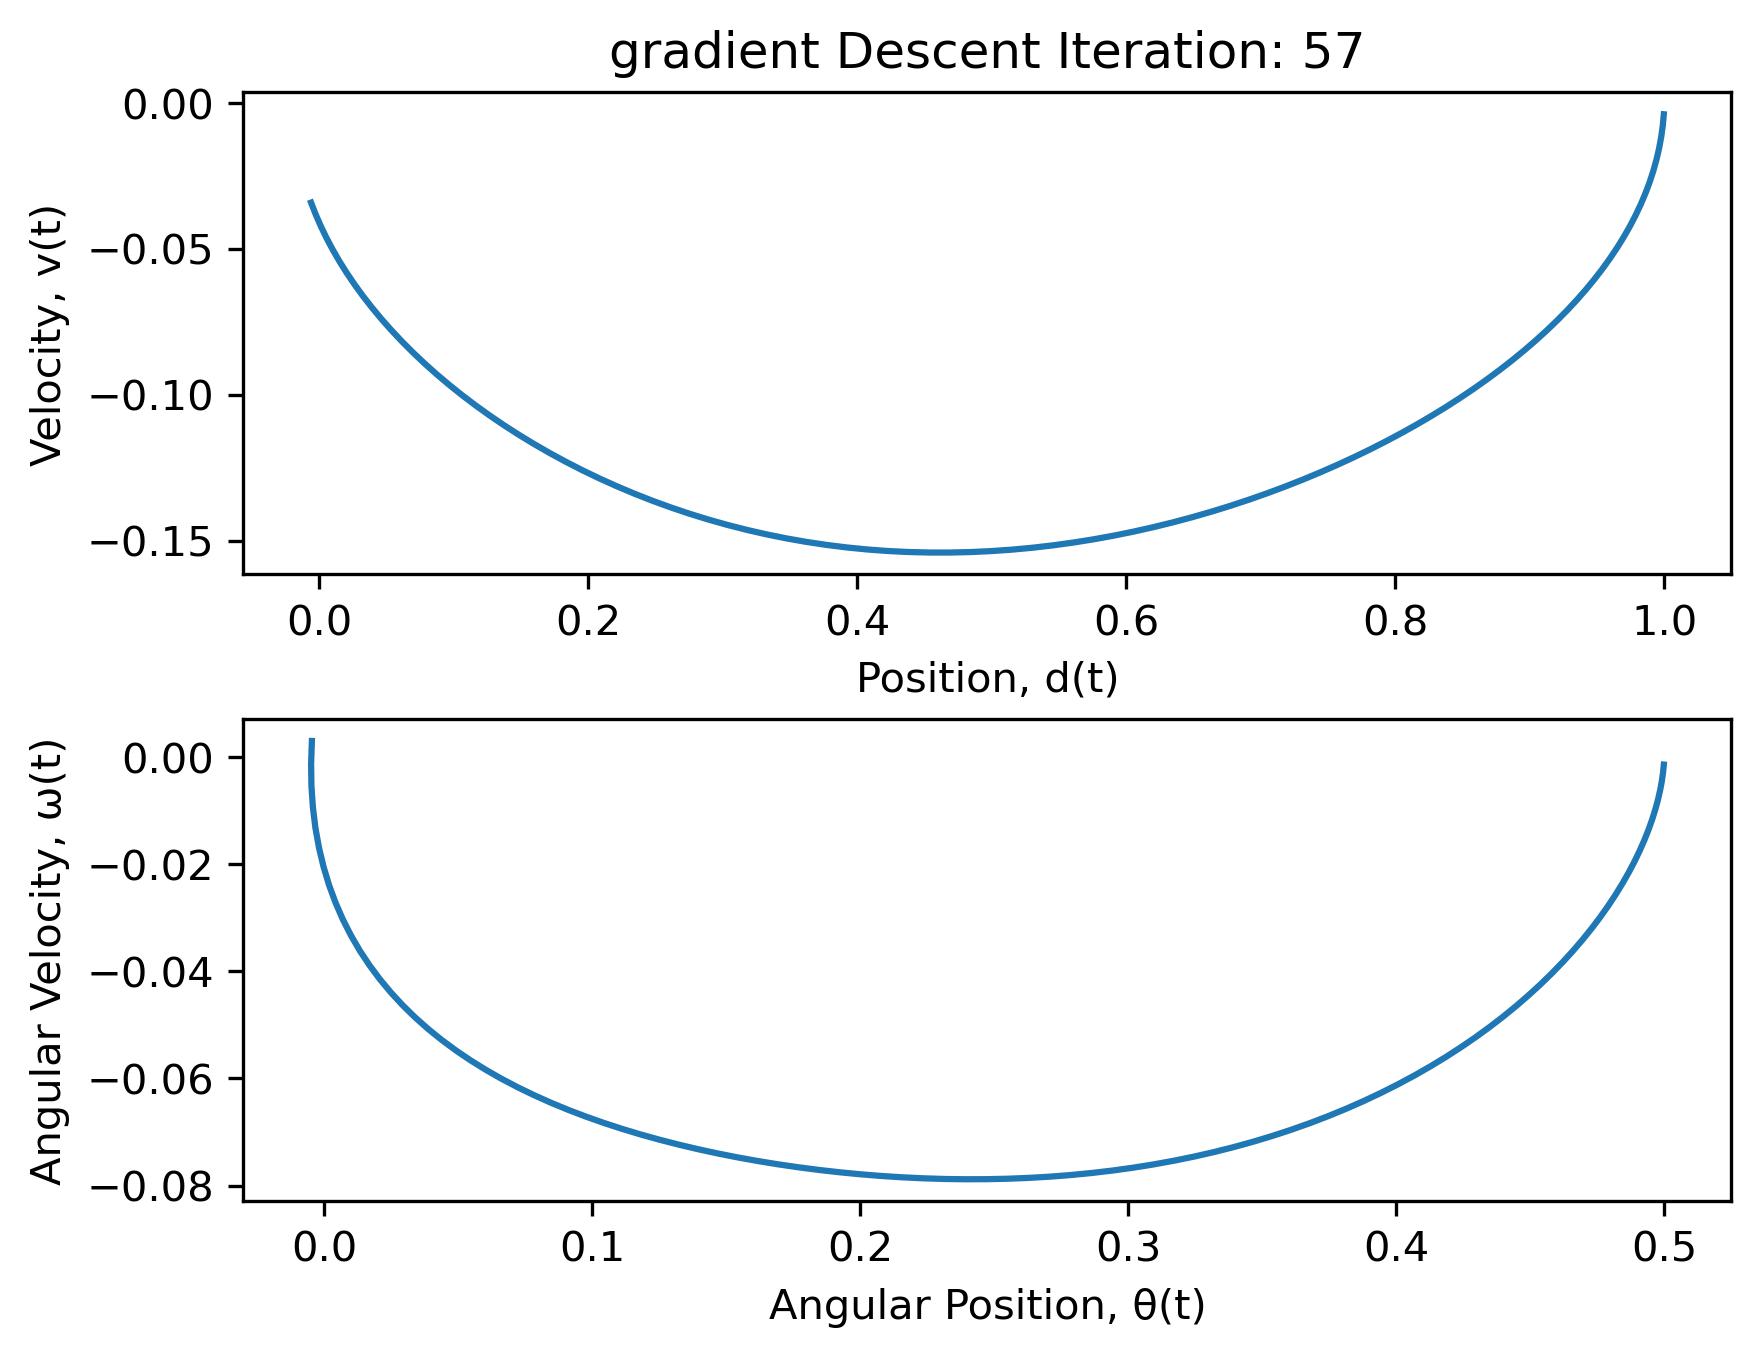 gradient Descent Iteration: 57
0.00
−0.05
−0.10
−0.15
Velocity, v(t)
0.0 0.2 0.4 0.6 0.8 1.0
Position, d(t)
0.00
−0.02
−0.04
−0.06
−0.08
Angular Velocity, ω(t)
0.0 0.1 0.2 0.3 0.4 0.5
Angular Position, θ(t)